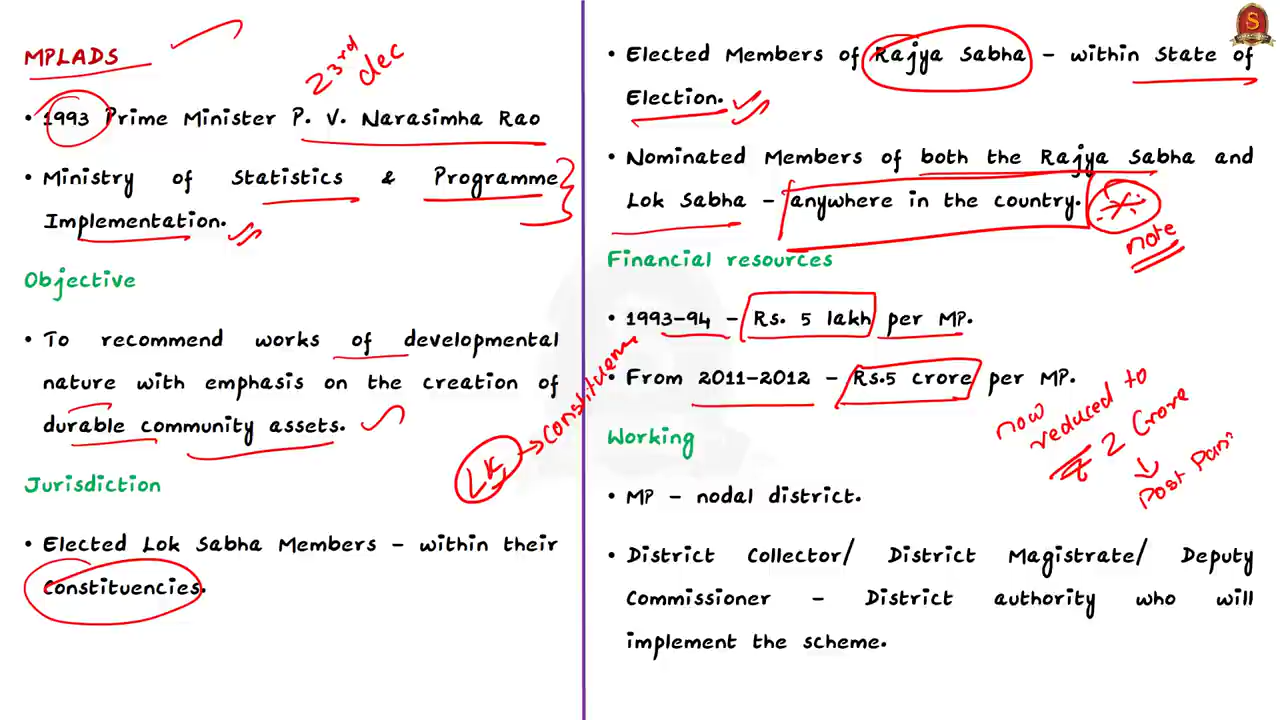 MPLADS
23rd dec
• 1993 Prime Minister P. V. Narasimha Rao
• Ministry of Statistics & Programme
Implementation.
Objective
• To recommend works of developmental
nature with emphasis on the creation of
durable community assets.
Jurisdiction
• Elected Lok Sabha Members – within their
Constituencies.
• Elected Members of Rajya Sabha – within State of
Election.
• Nominated Members of both the Rajya Sabha and
Lok Sabha – anywhere in the country.
note
Financial resources
• 1993-94 – Rs. 5 lakh per MP.
• From 2011-2012 – Rs.5 crore per MP.
now
reduced to
₹ 2 Crore
Post
Working
• MP – nodal district.
• District Collector/ District Magistrate/ Deputy
Commissioner – District authority who will
implement the scheme.